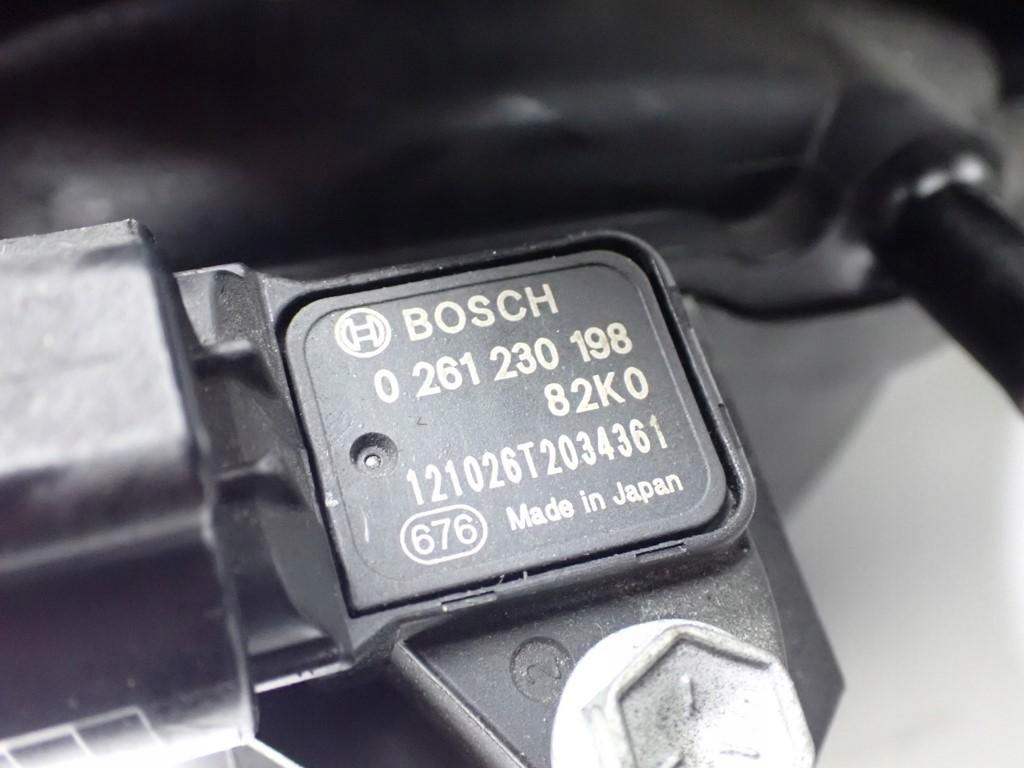 BOSCH
0 261 230 198
82K0
121026T2034361
676 Made in Japan